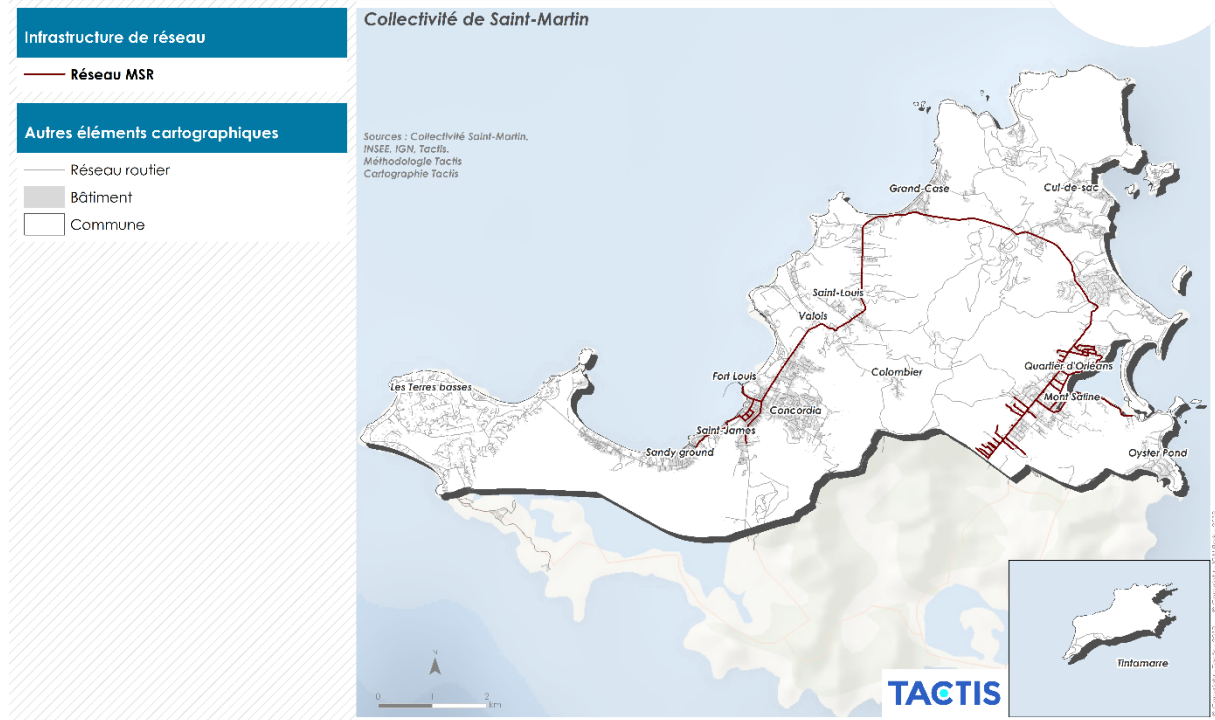 Infrastructure de réseau
Réseau MSR
Autres éléments cartographiques
Réseau routier
Bâtiment
Commune
Collectivité de Saint-Martin
Sources : Collectivité Saint-Martin,
INSEE, IGN, Tactis.
Méthodologie Tactis
Cartographie Tactis
Grand-Case
Cul-de-sac
Saint-Louis
Valois
Fort Louis
Colombier
Quartier d'Orléans
Les Terres basses
Concordia
Mont Saline
Saint-James
Sandy ground
Oyster Pond
N
0 1 2
km
TACTIS
Tintamarre